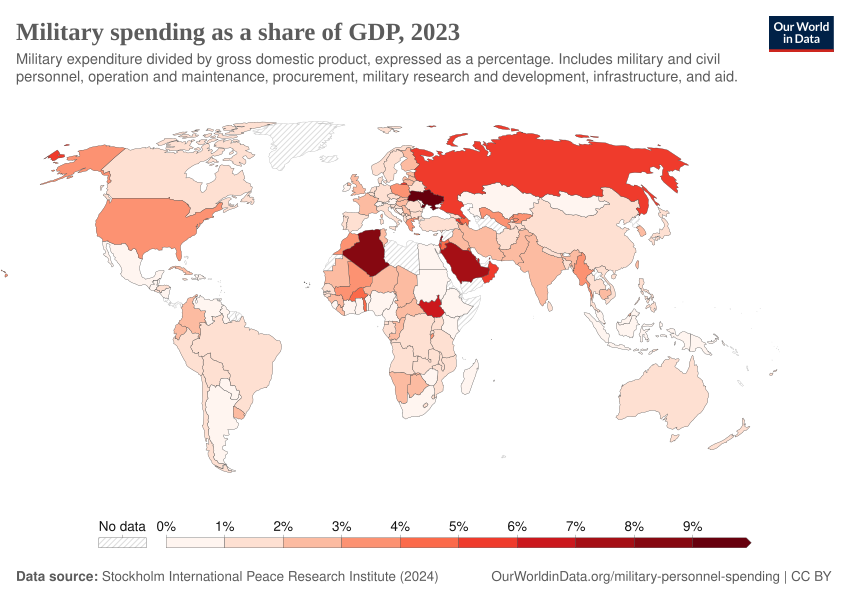 Military spending as a share of GDP, 2023
Our World
in Data
Military expenditure divided by gross domestic product, expressed as a percentage. Includes military and civil
personnel, operation and maintenance, procurement, military research and development, infrastructure, and aid.
No data 0% 1% 2% 3% 4% 5% 6% 7% 8% 9%
Data source: Stockholm International Peace Research Institute (2024) OurWorldinData.org/military-personnel-spending | CC BY